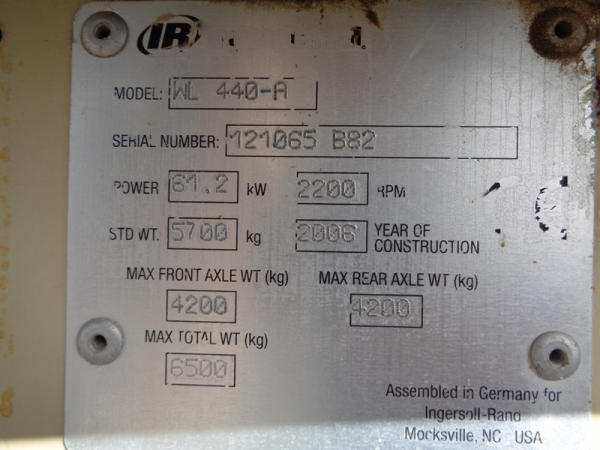 IR
MODEL: WL 440-A
SERIAL NUMBER: 121065 B82
POWER 61.2 kW 2200 RPM
STD WT. 5700 kg 2006 YEAR OF CONSTRUCTION
MAX FRONT AXLE WT (kg) MAX REAR AXLE WT (kg)
4200 4200
MAX TOTAL WT (kg)
6500
Assembled in Germany for
Ingersoll-Rand
Mocksville, NC USA